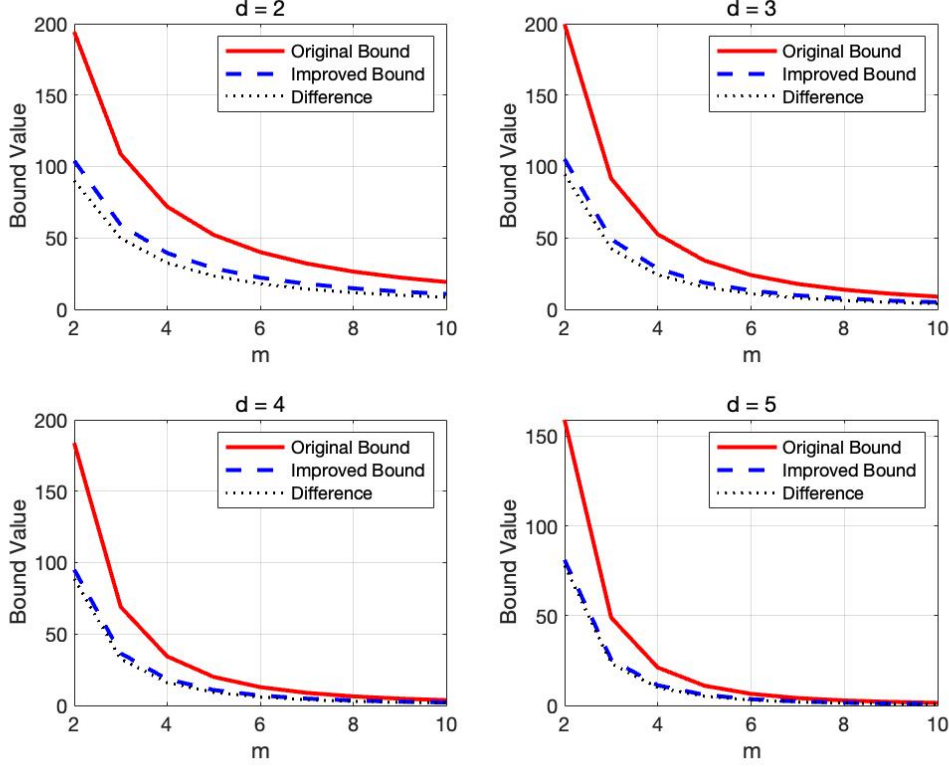 d = 2
200
150
100
50
0
Bound Value
Original Bound
Improved Bound
Difference
2 4 6 8 10
m
d = 3
200
150
100
50
0
Bound Value
Original Bound
Improved Bound
Difference
2 4 6 8 10
m
d = 4
200
150
100
50
0
Bound Value
Original Bound
Improved Bound
Difference
2 4 6 8 10
m
d = 5
150
100
50
0
Bound Value
Original Bound
Improved Bound
Difference
2 4 6 8 10
m